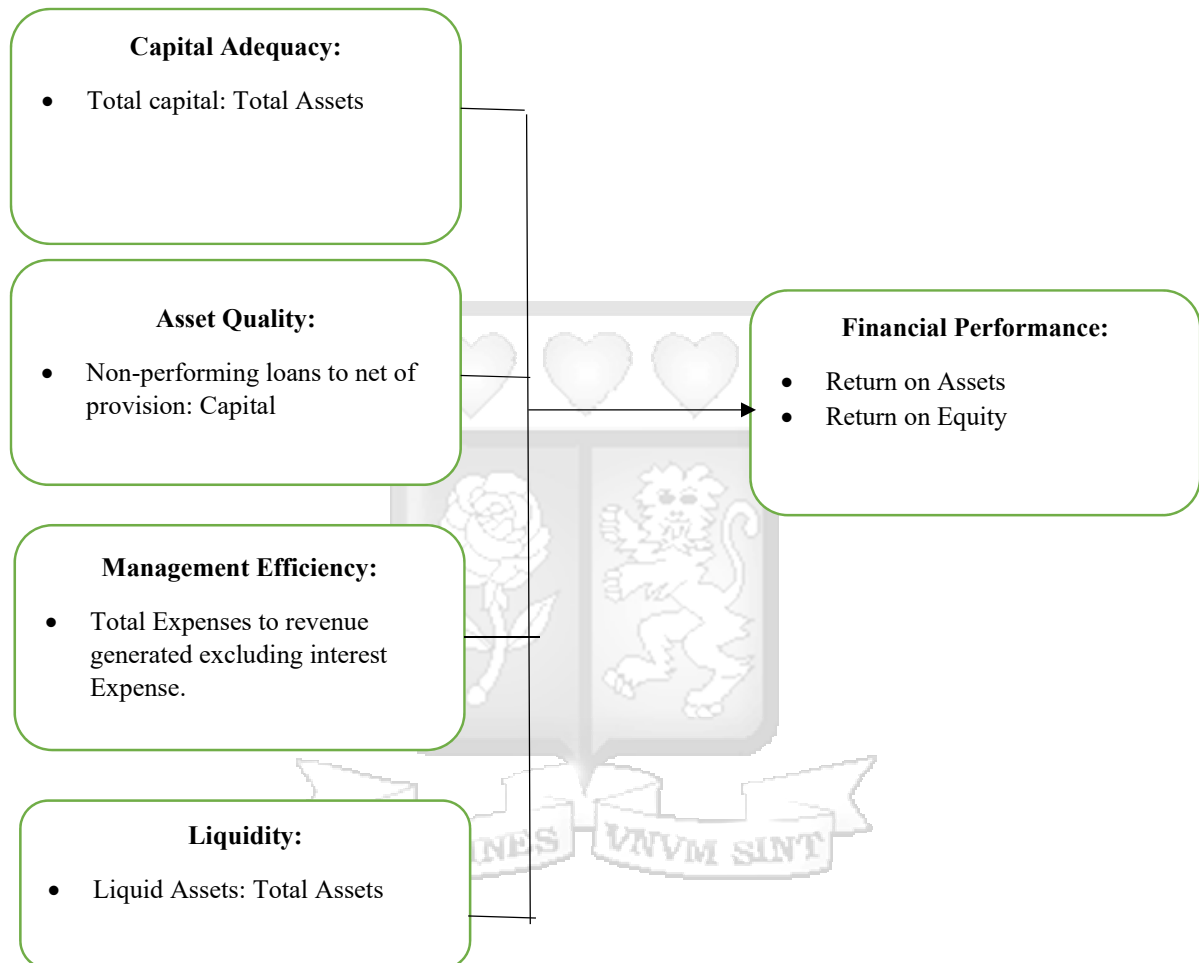 Capital Adequacy:
• Total capital: Total Assets
Asset Quality:
• Non-performing loans to net of
provision: Capital
Financial Performance:
• Return on Assets
• Return on Equity
Management Efficiency:
• Total Expenses to revenue
generated excluding interest
Expense.
Liquidity:
• Liquid Assets: Total Assets
VNVM SINT